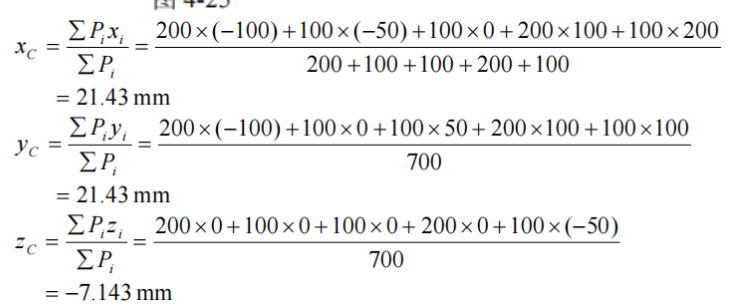 图 4-25
x_C = ΣP_i x_i / ΣP_i = (200×(−100)+100×(−50)+100×0+200×100+100×200) / (200+100+100+200+100)
= 21.43 mm
y_C = ΣP_i y_i / ΣP_i = (200×(−100)+100×0+100×50+200×100+100×100) / 700
= 21.43 mm
z_C = ΣP_i z_i / ΣP_i = (200×0+100×0+100×0+200×0+100×(−50)) / 700
= −7.143 mm